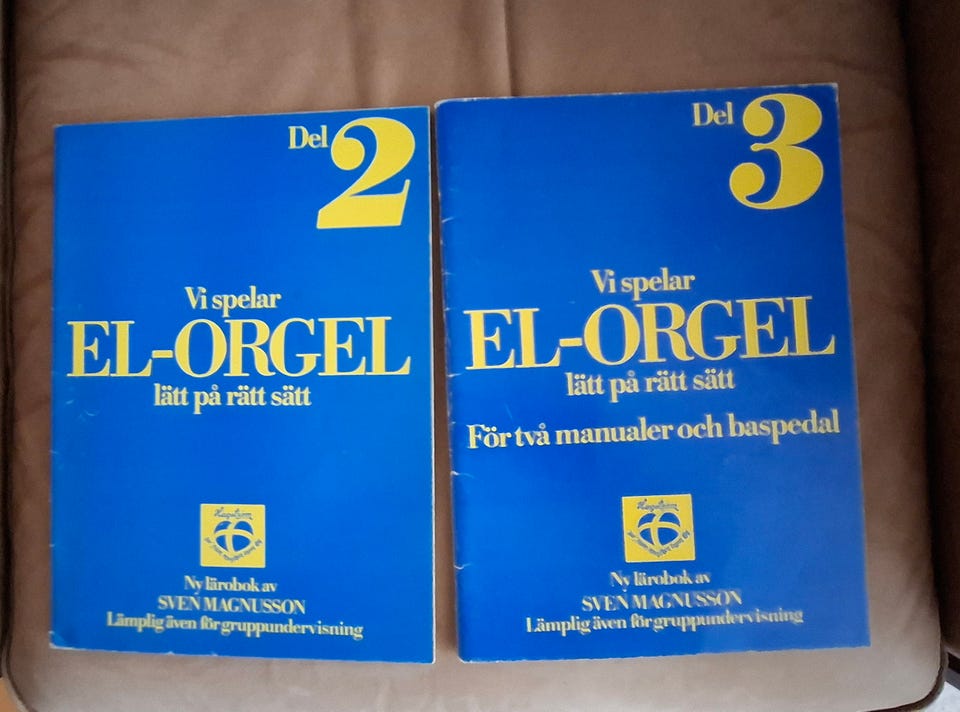 Del 2
Vi spelar
EL-ORGEL
lätt på rätt sätt
Hagström
Ny lärobok av
SVEN MAGNUSSON
Lämplig även för gruppundervisning
Del 3
Vi spelar
EL-ORGEL
lätt på rätt sätt
För två manualer och baspedal
Hagström
Ny lärobok av
SVEN MAGNUSSON
Lämplig även för gruppundervisning